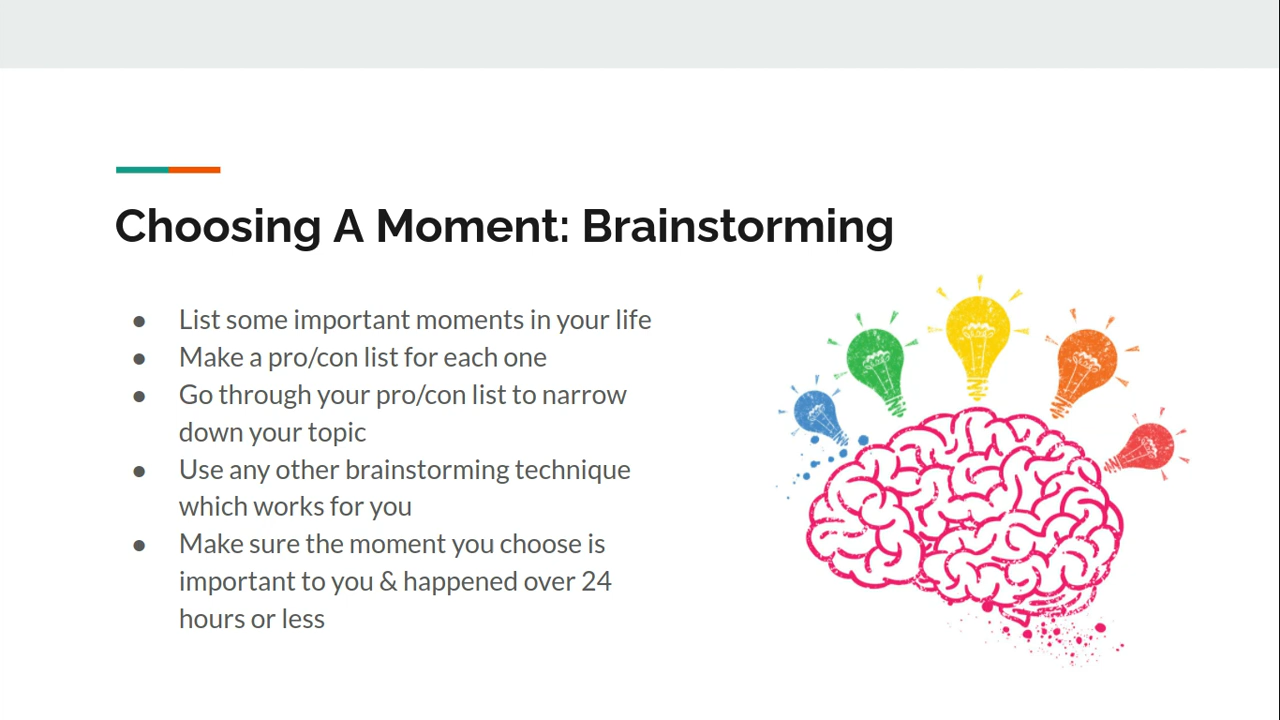 Choosing A Moment: Brainstorming
● List some important moments in your life
● Make a pro/con list for each one
● Go through your pro/con list to narrow
down your topic
● Use any other brainstorming technique
which works for you
● Make sure the moment you choose is
important to you & happened over 24
hours or less